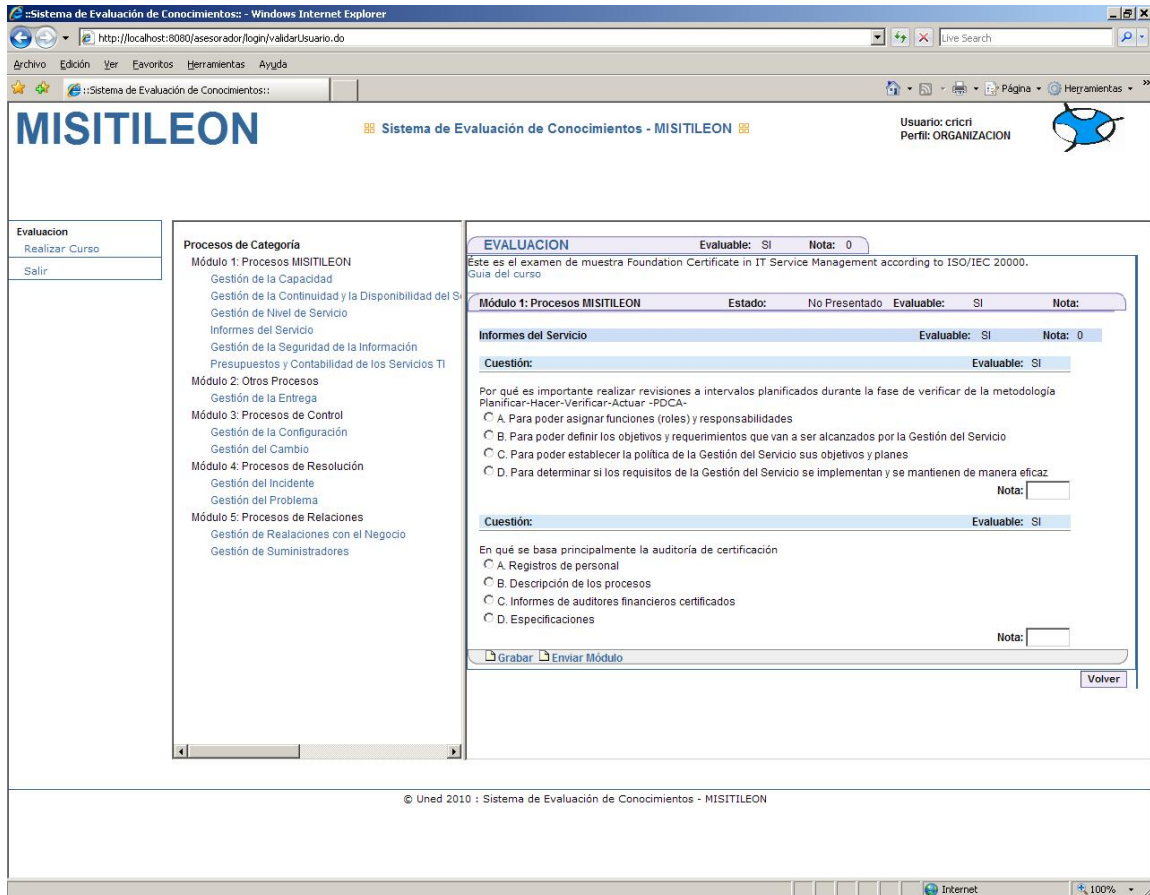 ::Sistema de Evaluación de Conocimientos:: - Windows Internet Explorer
http://localhost:8080/asesorador/login/validarUsuario.do
Live Search
Archivo Edición Ver Favoritos Herramientas Ayuda
::Sistema de Evaluación de Conocimientos::
Página Herramientas »
MISITILEON
Sistema de Evaluación de Conocimientos - MISITILEON
Usuario: cricri
Perfil: ORGANIZACION
Evaluacion
Realizar Curso
Salir
Procesos de Categoría
Módulo 1: Procesos MISITILEON
Gestión de la Capacidad
Gestión de la Continuidad y la Disponibilidad del Se
Gestión de Nivel de Servicio
Informes del Servicio
Gestión de la Seguridad de la Información
Presupuestos y Contabilidad de los Servicios TI
Módulo 2: Otros Procesos
Gestión de la Entrega
Módulo 3: Procesos de Control
Gestión de la Configuración
Gestión del Cambio
Módulo 4: Procesos de Resolución
Gestión del Incidente
Gestión del Problema
Módulo 5: Procesos de Relaciones
Gestión de Realaciones con el Negocio
Gestión de Suministradores
EVALUACION Evaluable: SI Nota: 0
Éste es el examen de muestra Foundation Certificate in IT Service Management according to ISO/IEC 20000.
Guia del curso
Módulo 1: Procesos MISITILEON Estado: No Presentado Evaluable: SI Nota:
Informes del Servicio Evaluable: SI Nota: 0
Cuestión: Evaluable: SI
Por qué es importante realizar revisiones a intervalos planificados durante la fase de verificar de la metodología
Planificar-Hacer-Verificar-Actuar -PDCA-
A. Para poder asignar funciones (roles) y responsabilidades
B. Para poder definir los objetivos y requerimientos que van a ser alcanzados por la Gestión del Servicio
C. Para poder establecer la política de la Gestión del Servicio sus objetivos y planes
D. Para determinar si los requisitos de la Gestión del Servicio se implementan y se mantienen de manera eficaz
Nota:
Cuestión: Evaluable: SI
En qué se basa principalmente la auditoría de certificación
A. Registros de personal
B. Descripción de los procesos
C. Informes de auditores financieros certificados
D. Especificaciones
Nota:
Grabar Enviar Módulo
Volver
© Uned 2010 : Sistema de Evaluación de Conocimientos - MISITILEON
Internet 100%